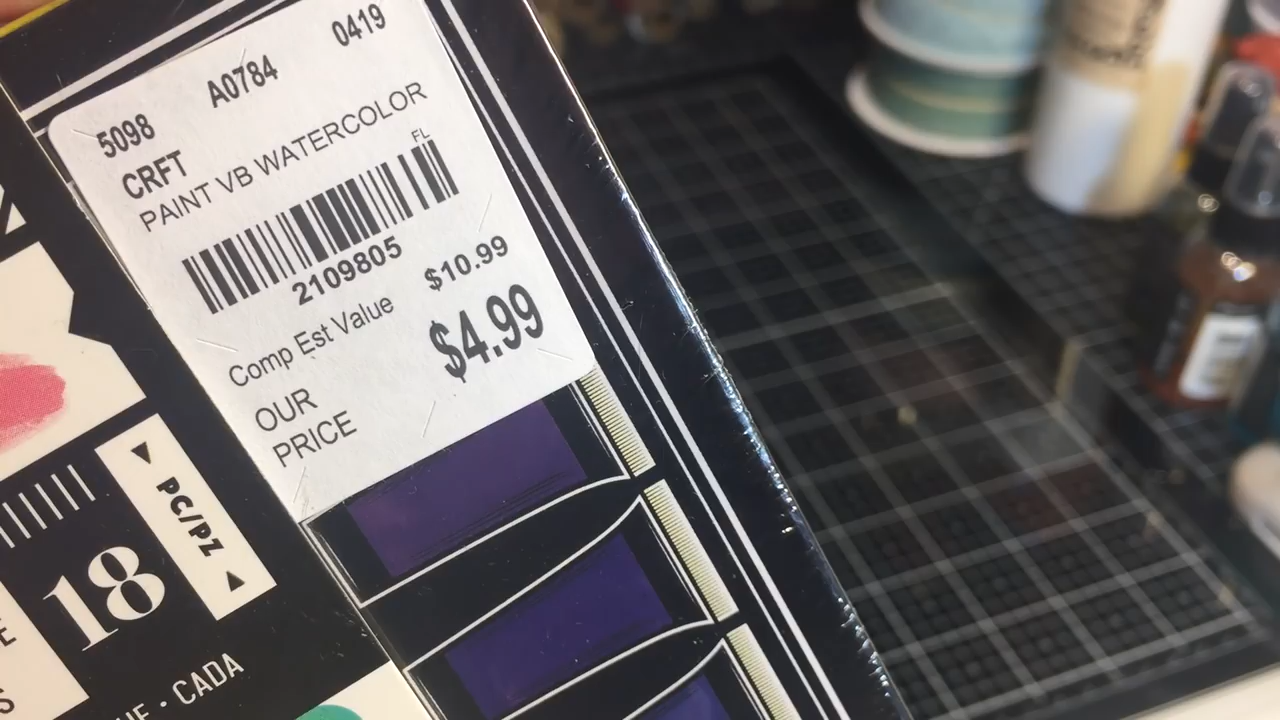 5098 A0784 0419
CRFT
PAINT VB WATERCOLOR
FL
2109805
Comp Est Value $10.99
OUR PRICE $4.99
PC/PZ
18
CADA